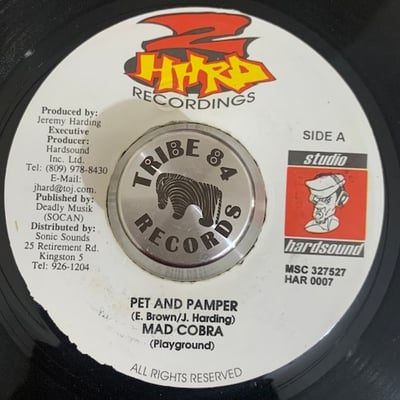 2
HARD
RECORDINGS
Produced by:
Jeremy Harding
Executive
Producer:
Hardsound
Inc. Ltd.
Tel: (809) 978-8430
E-Mail:
jhard@toj.com.
Published by:
Deadly Musik
(SOCAN)
Distributed by:
Sonic Sounds
25 Retirement Rd.
Kingston 5
Tel: 926-1204
TRIBE 84
RECORDS
SIDE A
studio
hardsound
MSC 327527
HAR 0007
PET AND PAMPER
(E. Brown/J. Harding)
MAD COBRA
(Playground)
ALL RIGHTS RESERVED